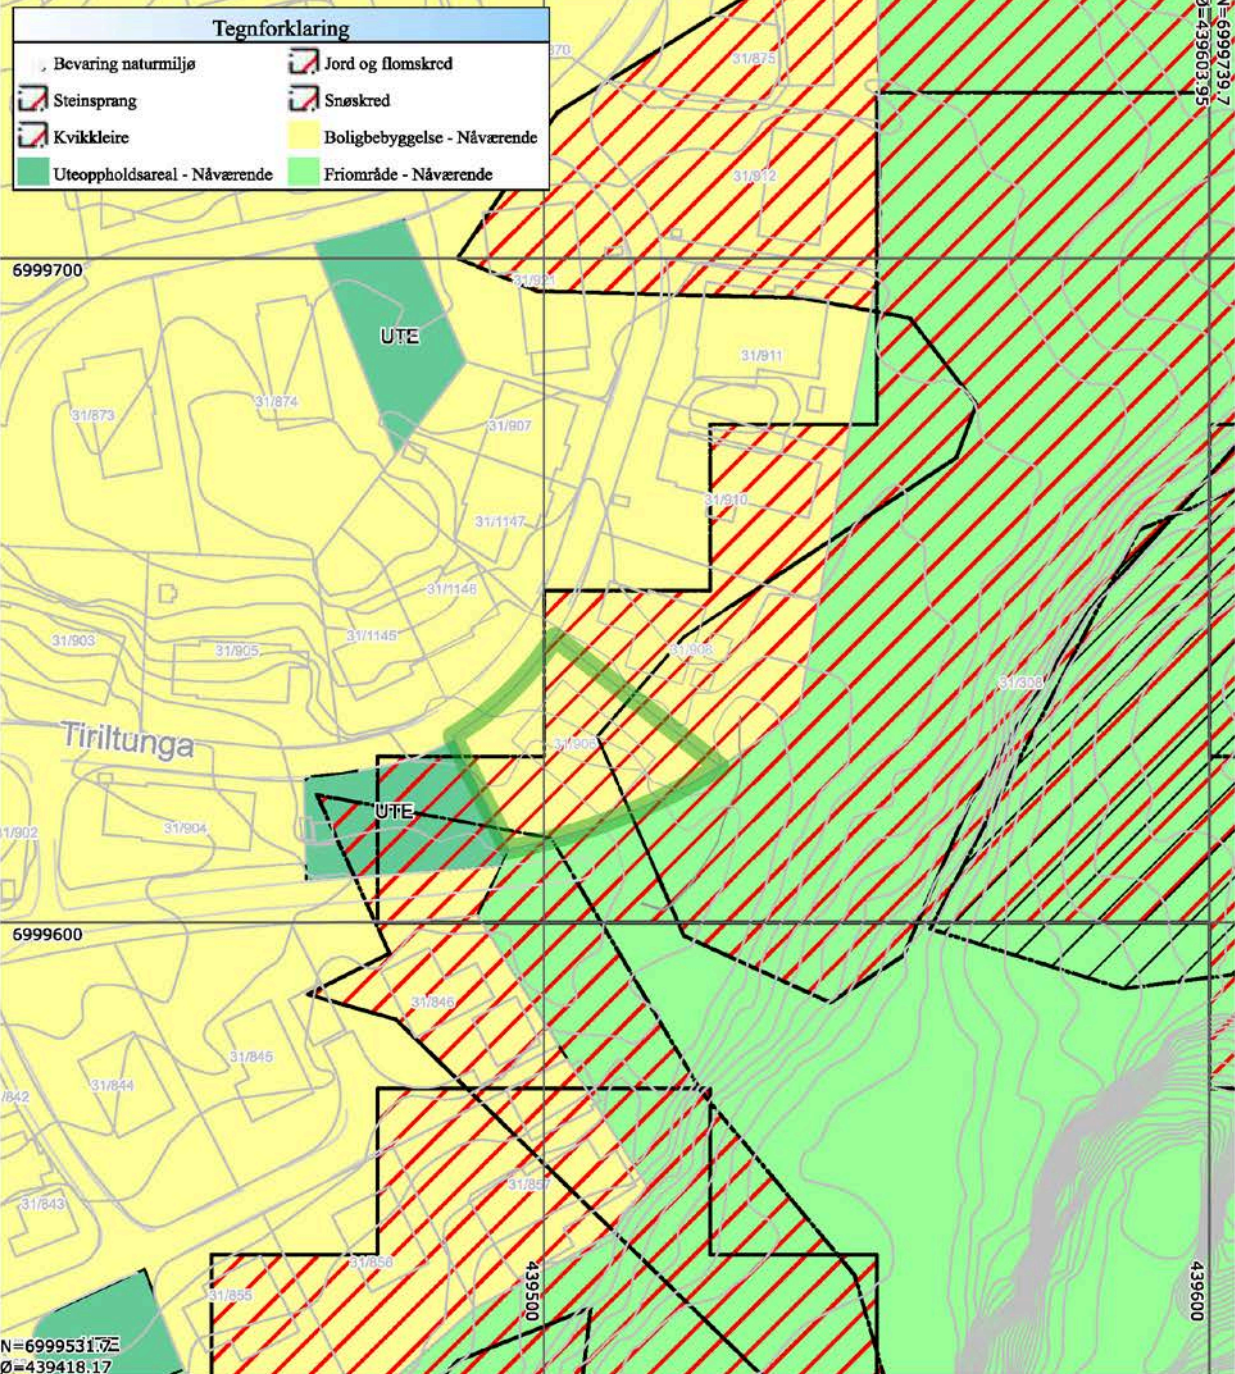 Tegnforklaring
Bevaring naturmiljø
Jord og flomskred
Steinsprang
Snøskred
Kvikkleire
Boligbebyggelse - Nåværende
Uteoppholdsareal - Nåværende
Friområde - Nåværende
N=6999739.7
Ø=439603.95
31/875
31/912
6999700
31/921
UTE
31/911
31/873
31/874
31/907
31/910
31/1147
31/1146
31/903
31/905
31/1145
31/308
Tiriltunga
31/906
UTE
31/904
31/902
6999600
31/846
31/845
31/844
/842
31/857
31/843
31/856
31/855
439500
439600
N=6999531.7
Ø=439418.17